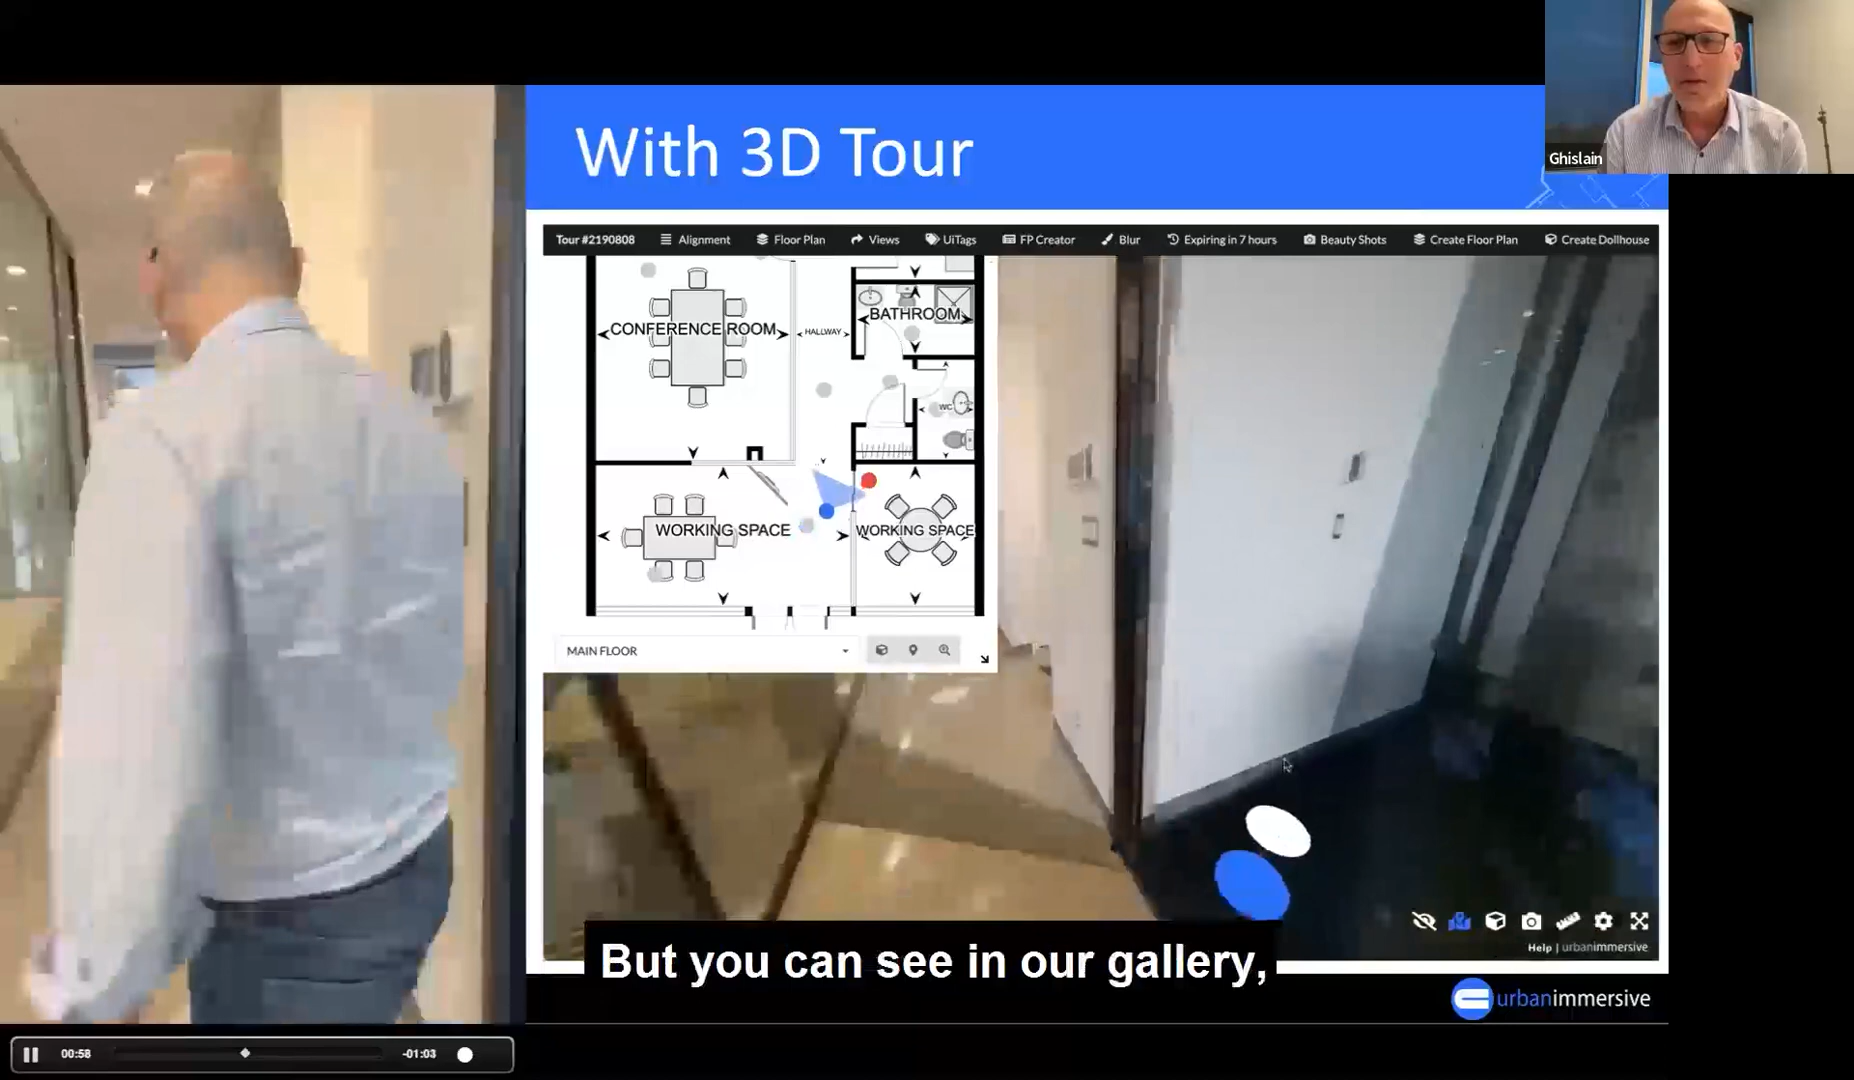 Ghislain
With 3D Tour
Tour #2190808 Alignment Floor Plan Views UiTags FP Creator Blur Expiring in 7 hours Beauty Shots Create Floor Plan Create Dollhouse
CONFERENCE ROOM
HALLWAY
BATHROOM
WC
WORKING SPACE
WORKING SPACE
MAIN FLOOR
Help | urbanimmersive
But you can see in our gallery,
urbanimmersive
00:58
-01:03